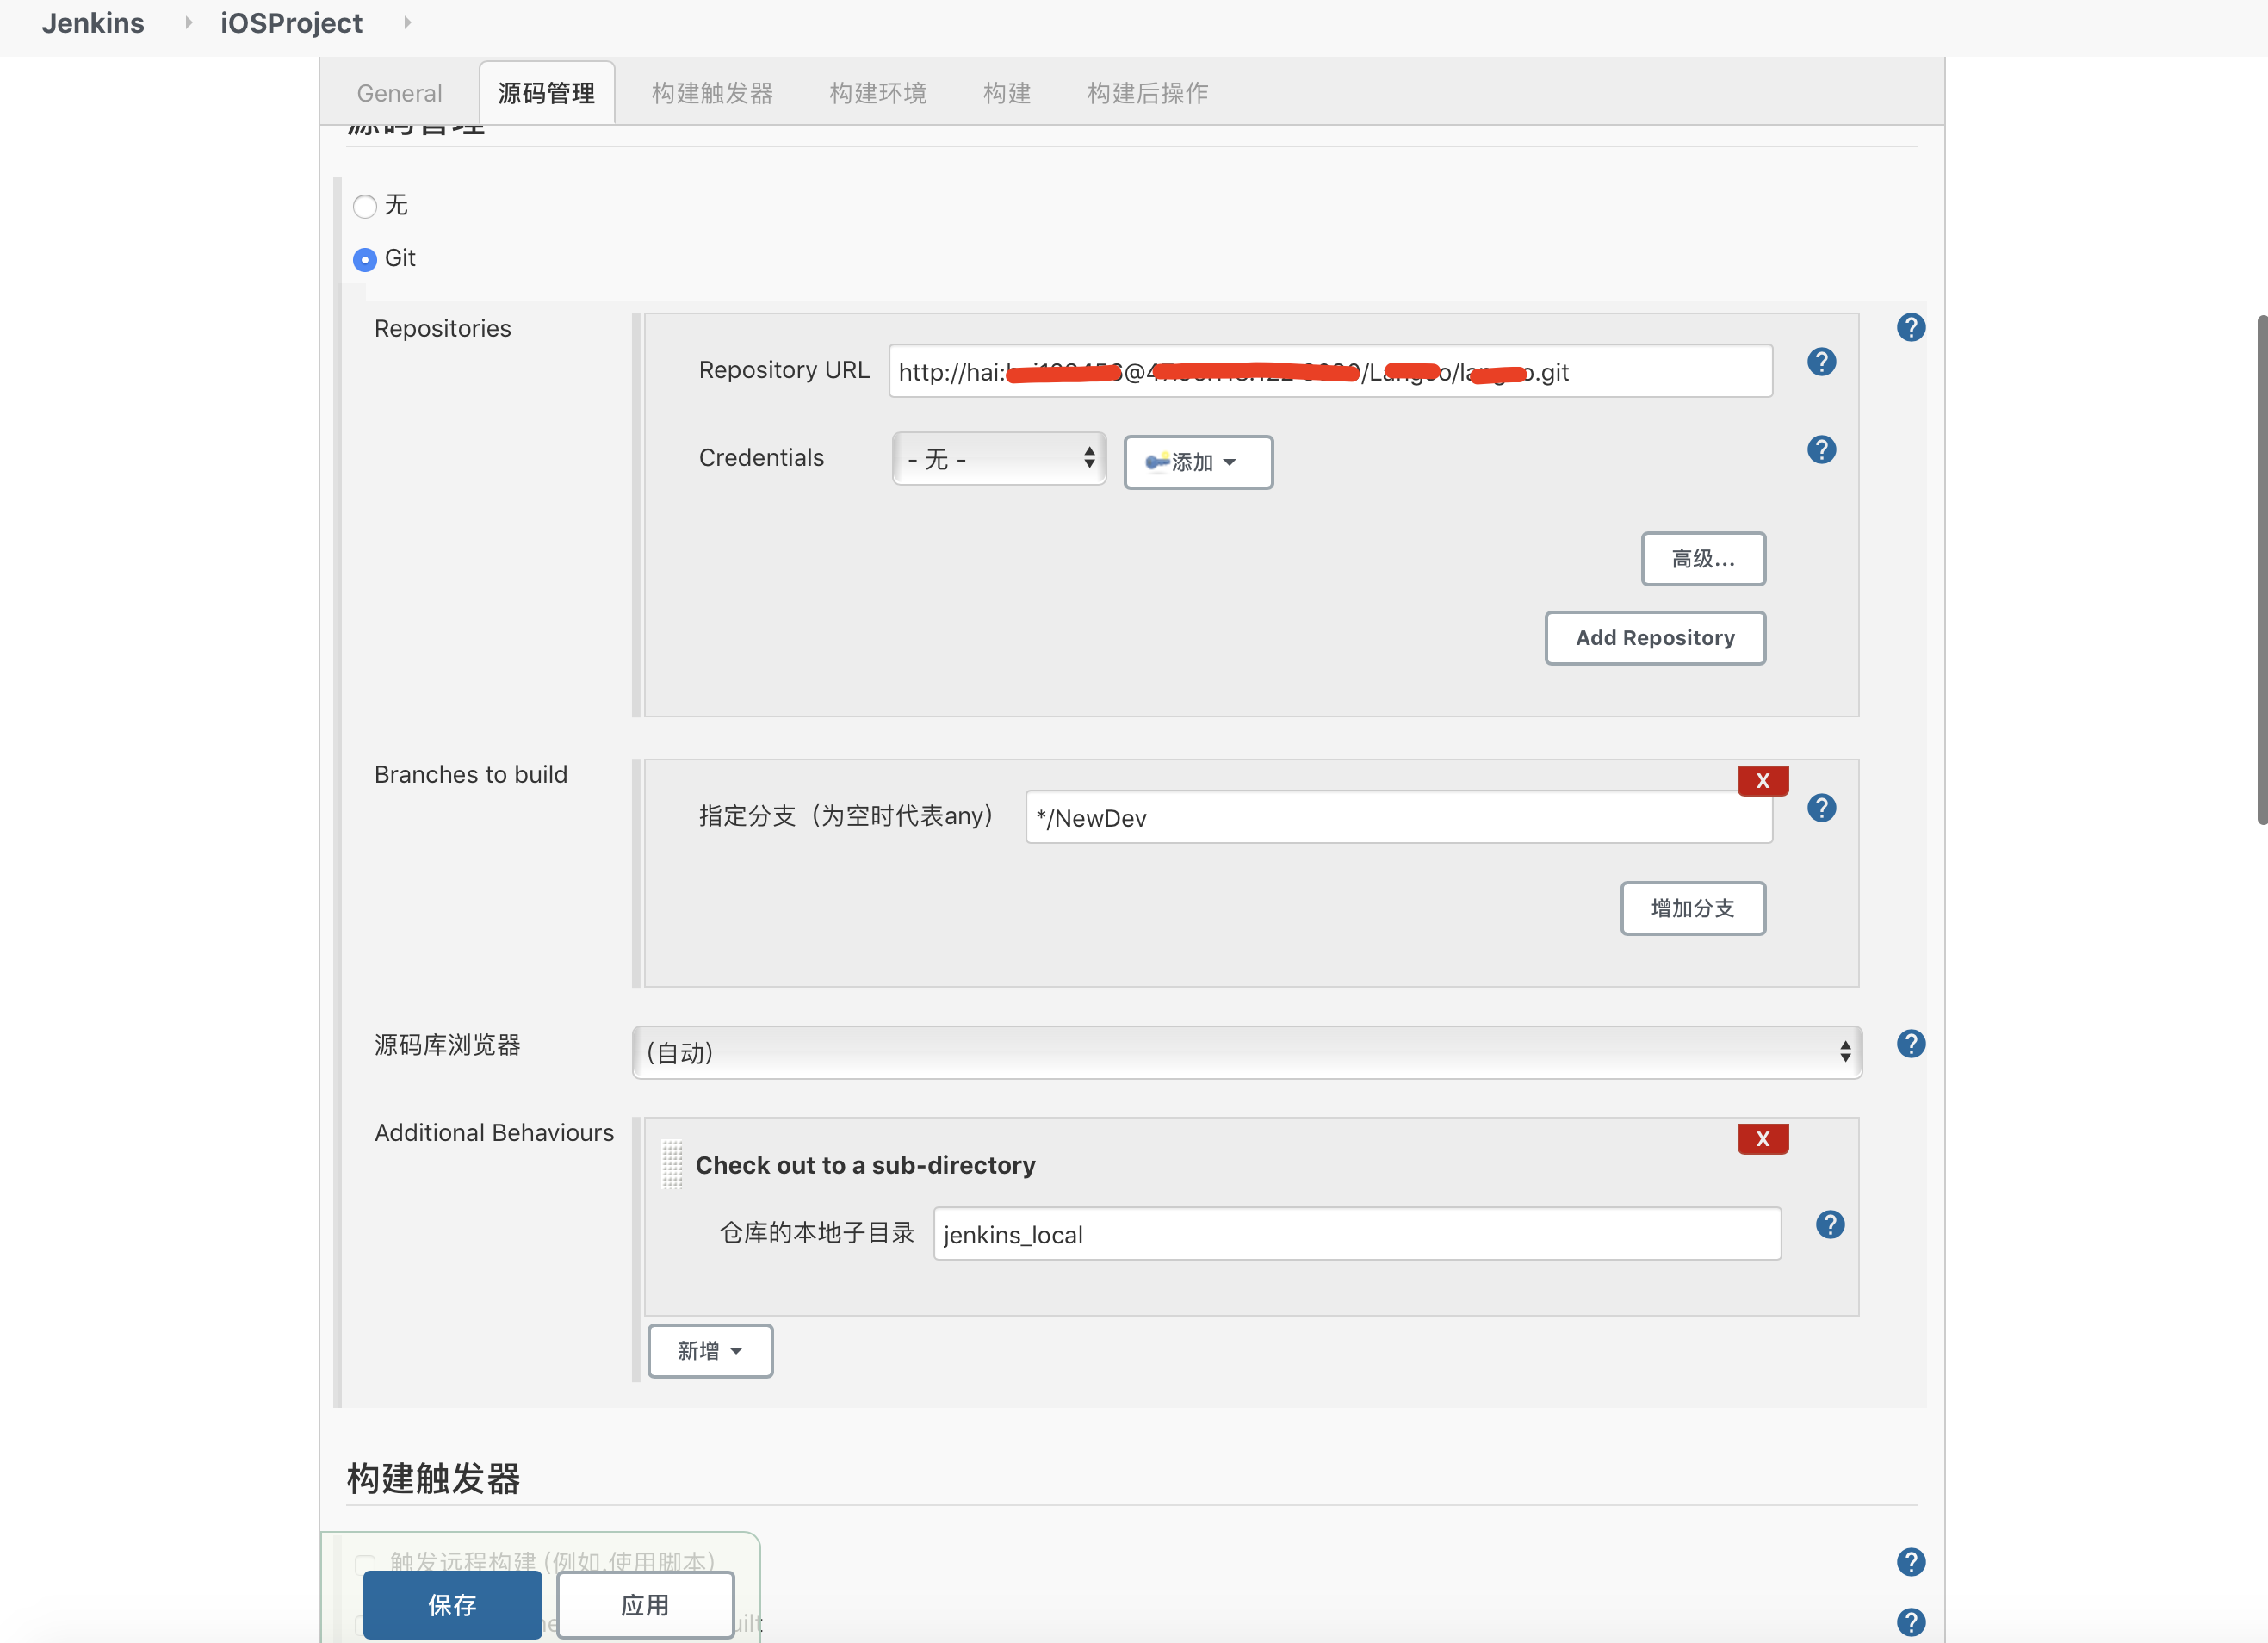 Jenkins iOSProject
General 源码管理 构建触发器 构建环境 构建 构建后操作
源码管理
无
Git
Repositories
Repository URL http://hai: @ /La o/la o.git
Credentials - 无 - 添加
高级...
Add Repository
Branches to build
X
指定分支（为空时代表any） */NewDev
增加分支
源码库浏览器 (自动)
Additional Behaviours
X
Check out to a sub-directory
仓库的本地子目录 jenkins_local
新增
构建触发器
触发远程构建 (例如,使用脚本)
保存 应用